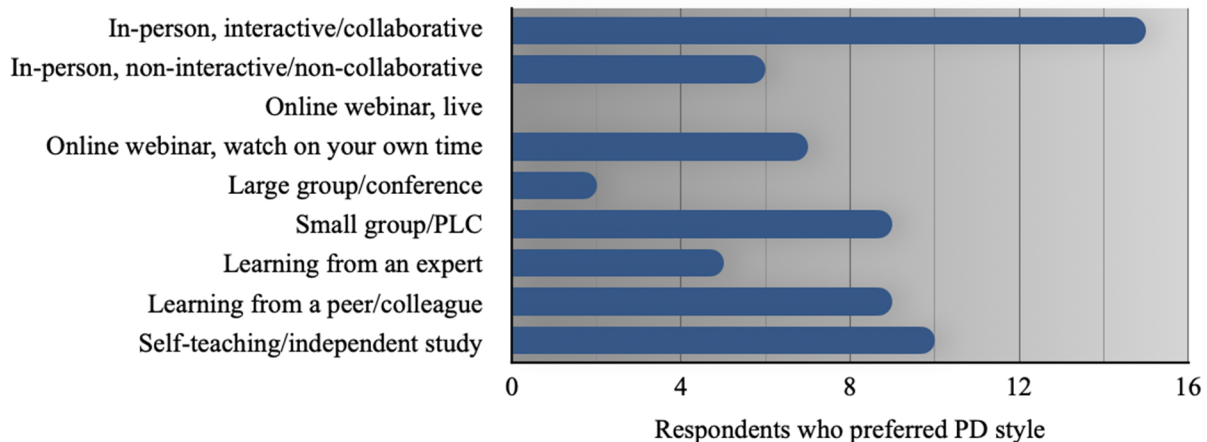 In-person, interactive/collaborative
In-person, non-interactive/non-collaborative
Online webinar, live
Online webinar, watch on your own time
Large group/conference
Small group/PLC
Learning from an expert
Learning from a peer/colleague
Self-teaching/independent study
0 4 8 12 16
Respondents who preferred PD style